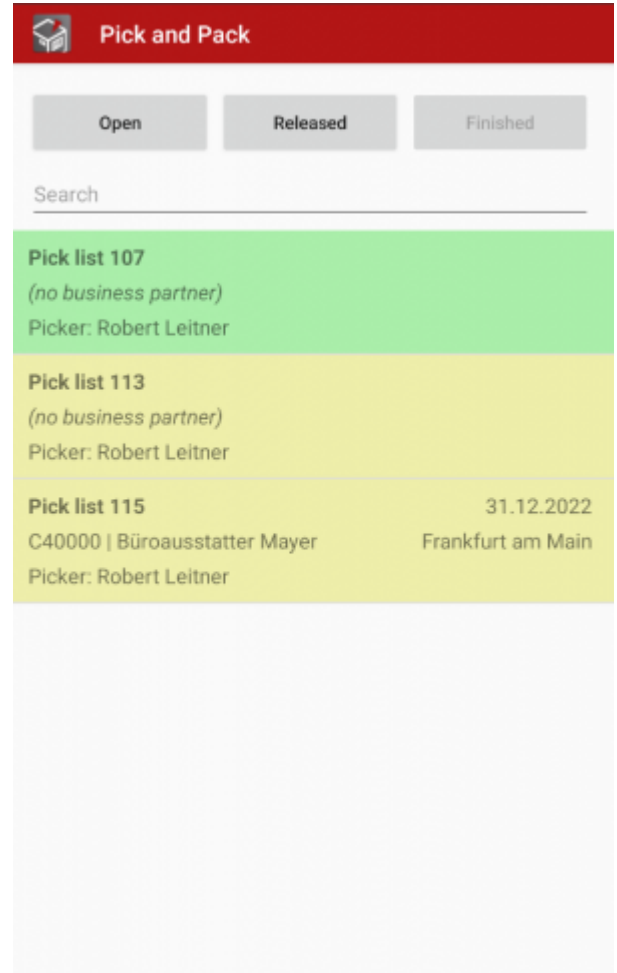 Pick and Pack
Open Released Finished
Search
Pick list 107
(no business partner)
Picker: Robert Leitner
Pick list 113
(no business partner)
Picker: Robert Leitner
Pick list 115 31.12.2022
C40000 | Büroausstatter Mayer Frankfurt am Main
Picker: Robert Leitner